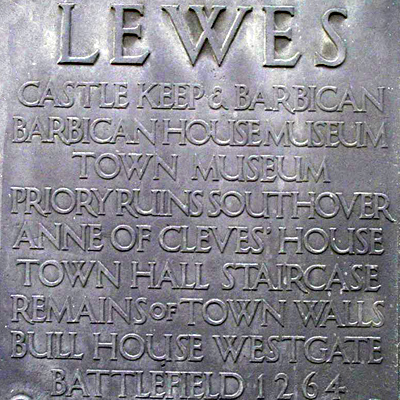 LEWES
CASTLE KEEP & BARBICAN
BARBICAN HOUSE MUSEUM
TOWN MUSEUM
PRIORY RUINS SOUTHOVER
ANNE OF CLEVES' HOUSE
TOWN HALL STAIRCASE
REMAINS OF TOWN WALLS
BULL HOUSE WESTGATE
BATTLEFIELD 1264